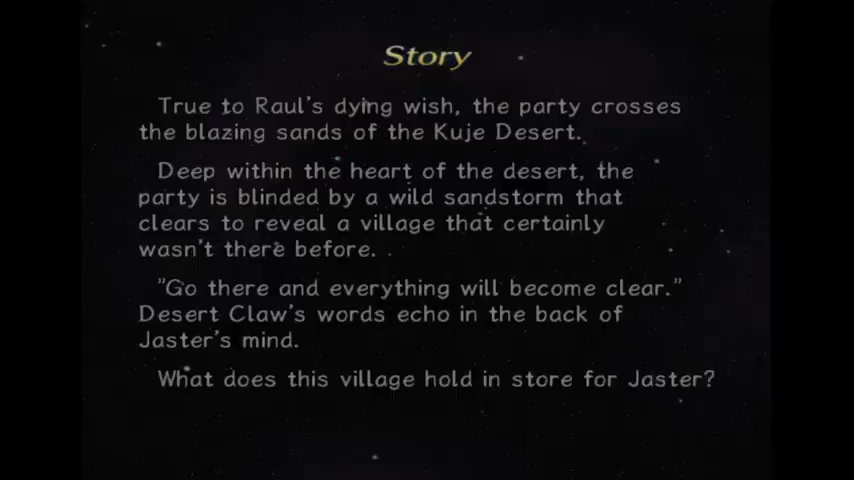 Story
True to Raul's dying wish, the party crosses
the blazing sands of the Kuje Desert.
Deep within the heart of the desert, the
party is blinded by a wild sandstorm that
clears to reveal a village that certainly
wasn't there before.
"Go there and everything will become clear."
Desert Claw's words echo in the back of
Jaster's mind.
What does this village hold in store for Jaster?